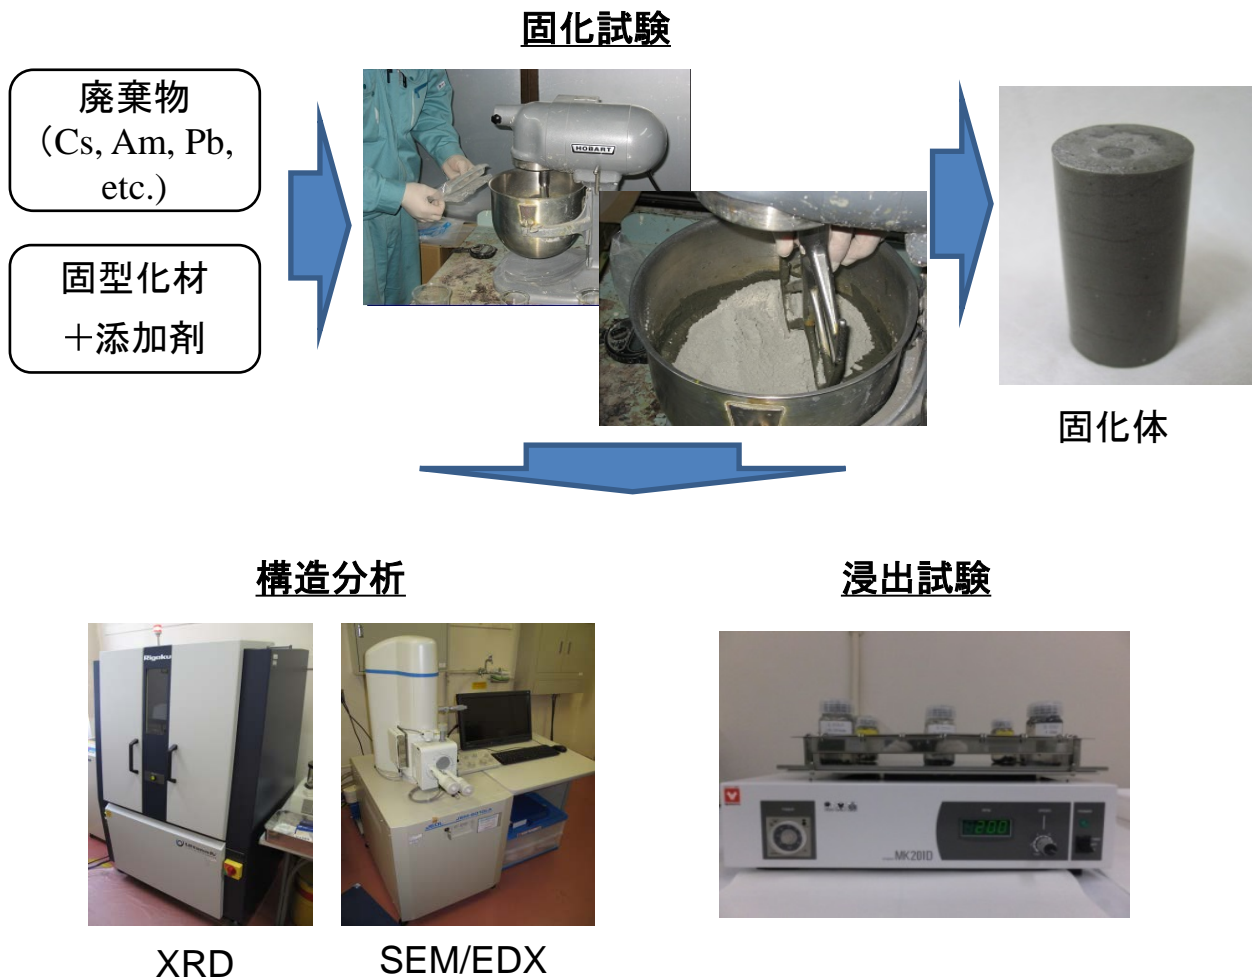 固化試験
廃棄物
（Cs, Am, Pb,
etc.)
固型化材
＋添加剤
HOBART
固化体
構造分析
浸出試験
Rigaku
200
MK201D
XRD
SEM/EDX